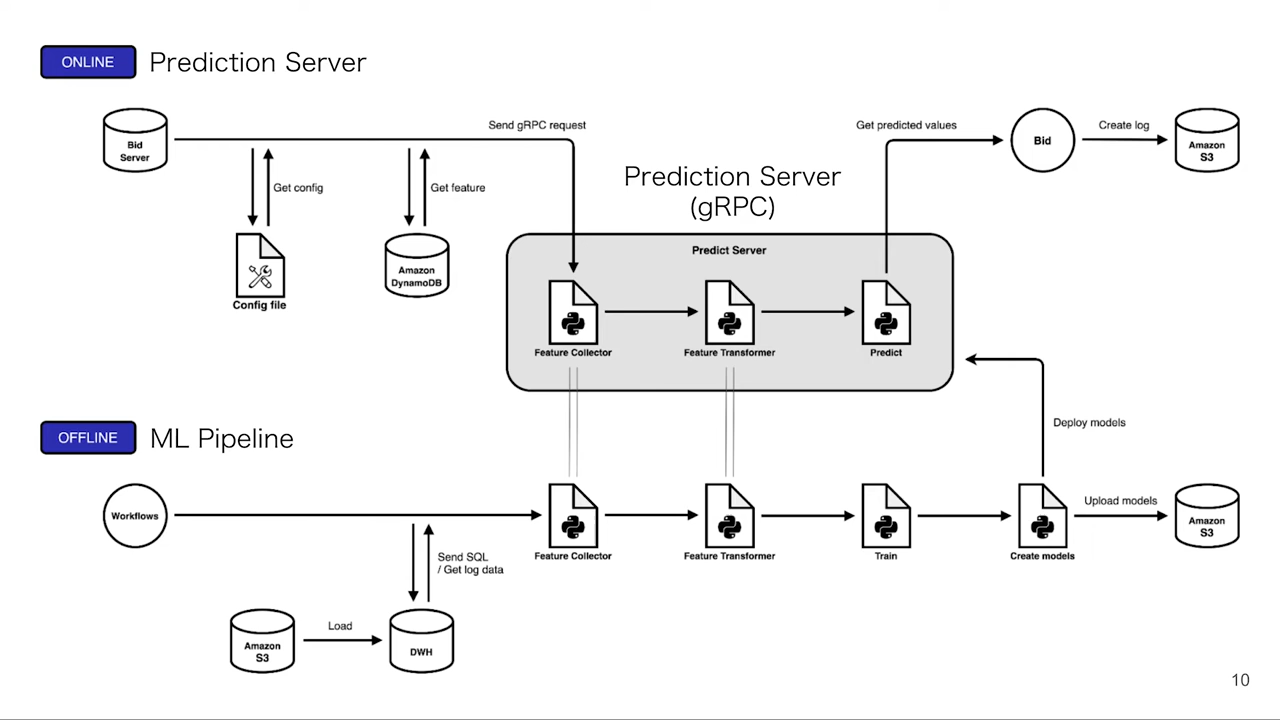 ONLINE
Prediction Server
Bid
Server
Send gRPC request
Get config
Get feature
Config file
Amazon
DynamoDB
Get predicted values
Bid
Create log
Amazon
S3
Prediction Server
(gRPC)
Predict Server
Feature Collector
Feature Transformer
Predict
Deploy models
OFFLINE
ML Pipeline
Workflows
Send SQL
/ Get log data
Amazon
S3
Load
DWH
Feature Collector
Feature Transformer
Train
Create models
Upload models
Amazon
S3
10